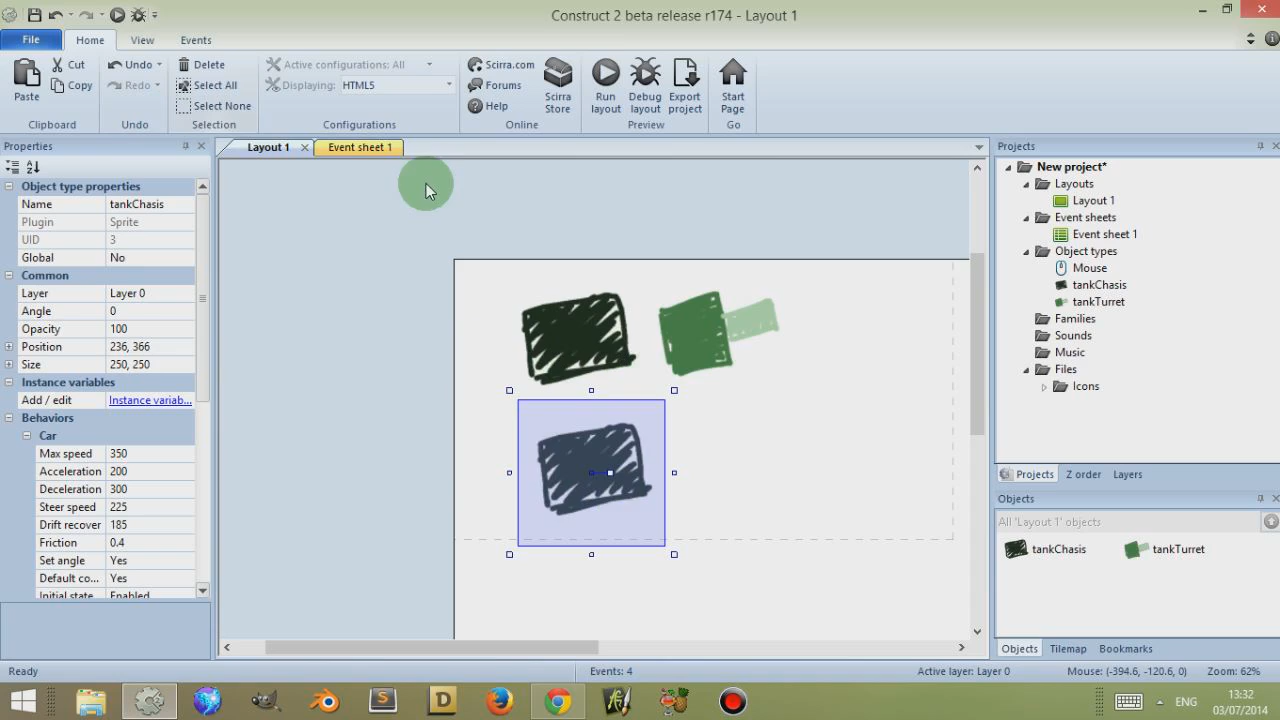 Construct 2 beta release r174 - Layout 1
File Home View Events
Paste Cut Copy Clipboard
Undo Redo Undo
Delete Select All Select None Selection
Active configurations: All
Displaying: HTML5
Configurations
Scirra.com Forums Help Scirra Store Online
Run layout Debug layout Export project Preview
Start Page Go
Properties
Layout 1 Event sheet 1
Projects
Object type properties
Name tankChasis
Plugin Sprite
UID 3
Global No
Common
Layer Layer 0
Angle 0
Opacity 100
Position 236, 366
Size 250, 250
Instance variables
Add / edit Instance variab...
Behaviors
Car
Max speed 350
Acceleration 200
Deceleration 300
Steer speed 225
Drift recover 185
Friction 0.4
Set angle Yes
Default co... Yes
Initial state Enabled
New project*
Layouts
Layout 1
Event sheets
Event sheet 1
Object types
Mouse
tankChasis
tankTurret
Families
Sounds
Music
Files
Icons
Projects Z order Layers
Objects
All 'Layout 1' objects
tankChasis tankTurret
Objects Tilemap Bookmarks
Ready Events: 4 Active layer: Layer 0 Mouse: (-394.6, -120.6, 0) Zoom: 62%
ENG 13:32
03/07/2014